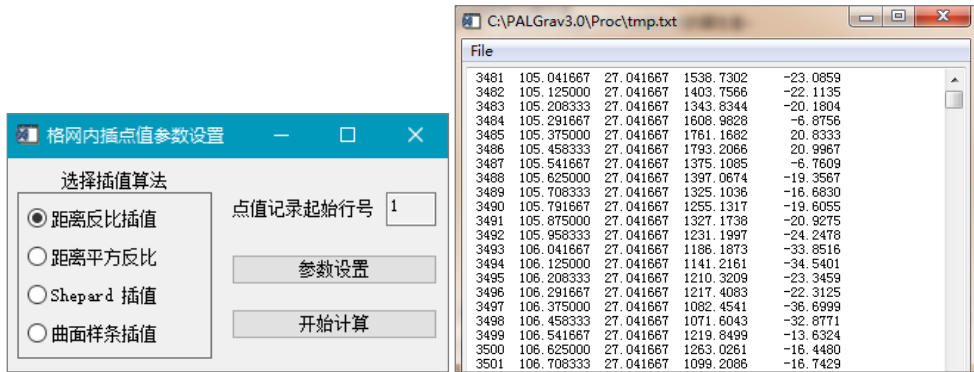 格网内插点值参数设置
选择插值算法
距离反比插值
距离平方反比
Shepard 插值
曲面样条插值
点值记录起始行号 1
参数设置
开始计算
C:\PALGrav3.0\Proc\tmp.txt
File
3481 105.041667 27.041667 1538.7302 -23.0859
3482 105.125000 27.041667 1403.7566 -22.1135
3483 105.208333 27.041667 1343.8344 -20.1804
3484 105.291667 27.041667 1608.9828 -6.8756
3485 105.375000 27.041667 1761.1682 20.8333
3486 105.458333 27.041667 1793.2066 20.9967
3487 105.541667 27.041667 1375.1085 -6.7609
3488 105.625000 27.041667 1397.0674 -19.3567
3489 105.708333 27.041667 1325.1036 -16.6830
3490 105.791667 27.041667 1255.1317 -19.6055
3491 105.875000 27.041667 1327.1738 -20.9275
3492 105.958333 27.041667 1231.1997 -24.2478
3493 106.041667 27.041667 1186.1873 -33.8516
3494 106.125000 27.041667 1141.2161 -34.5401
3495 106.208333 27.041667 1210.3209 -23.3459
3496 106.291667 27.041667 1217.4083 -22.3125
3497 106.375000 27.041667 1082.4541 -36.6999
3498 106.458333 27.041667 1071.6043 -32.8771
3499 106.541667 27.041667 1219.8499 -13.6324
3500 106.625000 27.041667 1263.0261 -16.4480
3501 106.708333 27.041667 1099.2086 -16.7429